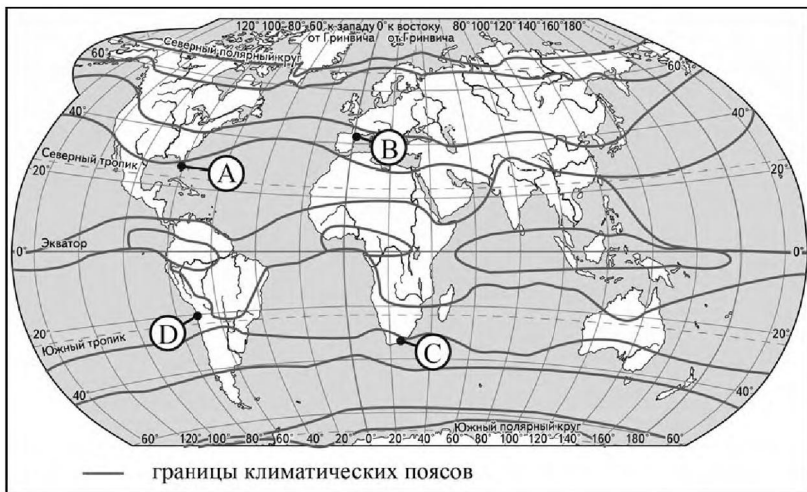 120° 100° 80° 60° к западу 0° к востоку 80° 100° 120° 140° 160° 180°
от Гринвича от Гринвича
Северный полярный круг
60° 60°
40° 40°
Северный тропик
20° 20°
A
B
Экватор
0° 0°
D
C
Южный тропик
20° 20°
40° 40°
Южный полярный круг
60° 120° 100° 80° 60° 40° 20° 0° 20° 40° 60° 80° 100° 120° 140° 160° 180° 60°
границы климатических поясов